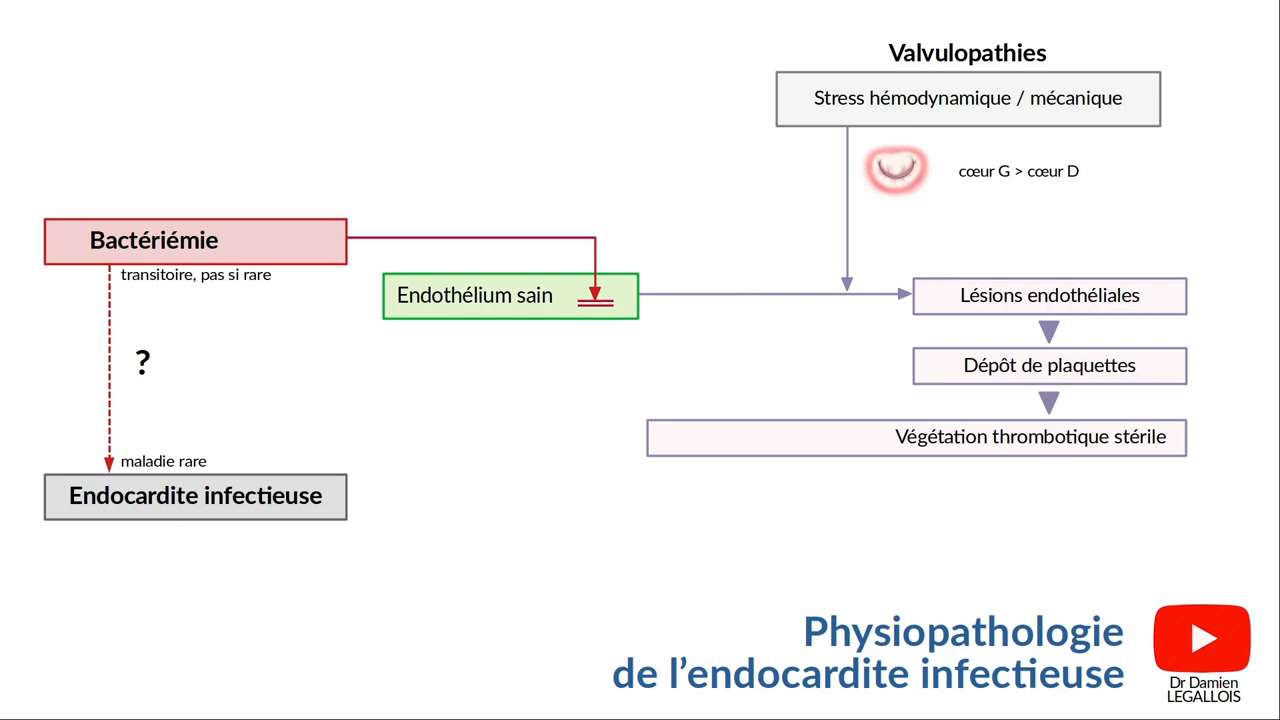 Valvulopathies
Stress hémodynamique / mécanique
cœur G > cœur D
Bactériémie
transitoire, pas si rare
Endothélium sain
Lésions endothéliales
?
Dépôt de plaquettes
Végétation thrombotique stérile
maladie rare
Endocardite infectieuse
Physiopathologie
de l’endocardite infectieuse
Dr Damien
LEGALLOIS